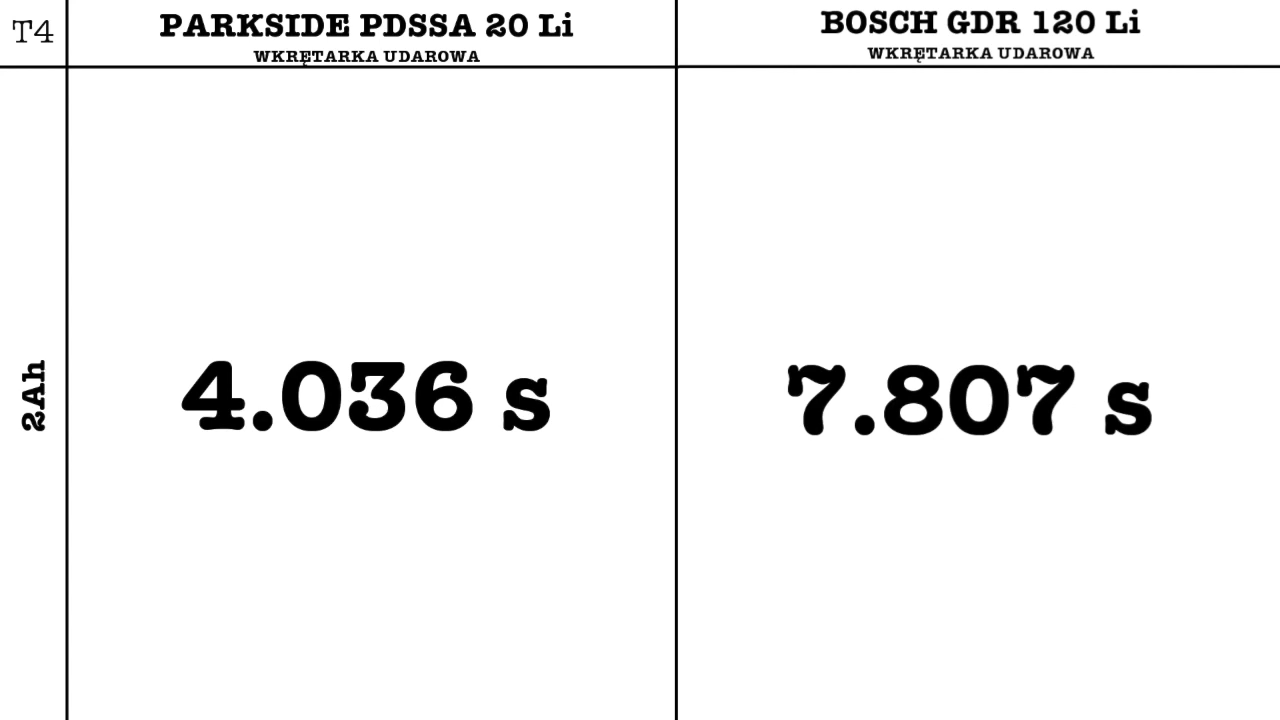 T4
PARKSIDE PDSSA 20 Li
WKRĘTARKA UDAROWA
BOSCH GDR 120 Li
WKRĘTARKA UDAROWA
2Ah
4.036 s
7.807 s